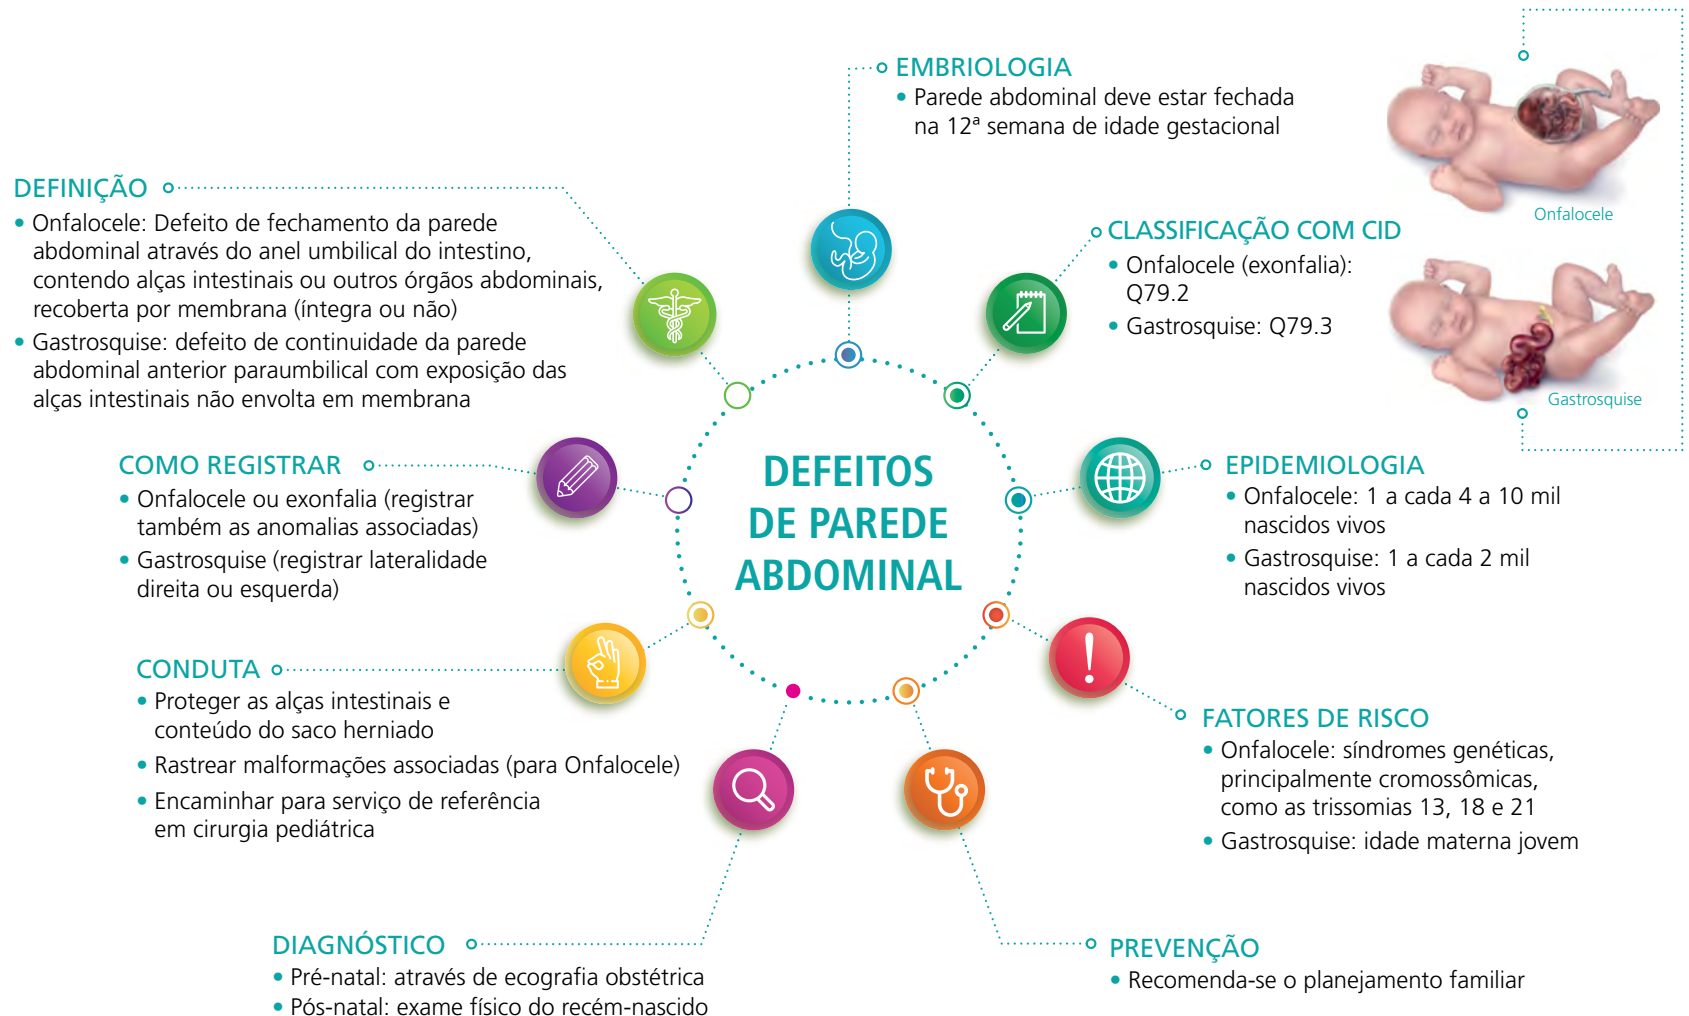 DEFEITOS
DE PAREDE
ABDOMINAL
DEFINIÇÃO
• Onfalocele: Defeito de fechamento da parede
abdominal através do anel umbilical do intestino,
contendo alças intestinais ou outros órgãos abdominais,
recoberta por membrana (íntegra ou não)
• Gastrosquise: defeito de continuidade da parede
abdominal anterior paraumbilical com exposição das
alças intestinais não envolta em membrana
EMBRIOLOGIA
• Parede abdominal deve estar fechada
na 12ª semana de idade gestacional
CLASSIFICAÇÃO COM CID
• Onfalocele (exonfalia):
Q79.2
• Gastrosquise: Q79.3
Onfalocele
Gastrosquise
EPIDEMIOLOGIA
• Onfalocele: 1 a cada 4 a 10 mil
nascidos vivos
• Gastrosquise: 1 a cada 2 mil
nascidos vivos
FATORES DE RISCO
• Onfalocele: síndromes genéticas,
principalmente cromossômicas,
como as trissomias 13, 18 e 21
• Gastrosquise: idade materna jovem
PREVENÇÃO
• Recomenda-se o planejamento familiar
DIAGNÓSTICO
• Pré-natal: através de ecografia obstétrica
• Pós-natal: exame físico do recém-nascido
CONDUTA
• Proteger as alças intestinais e
conteúdo do saco herniado
• Rastrear malformações associadas (para Onfalocele)
• Encaminhar para serviço de referência
em cirurgia pediátrica
COMO REGISTRAR
• Onfalocele ou exonfalia (registrar
também as anomalias associadas)
• Gastrosquise (registrar lateralidade
direita ou esquerda)